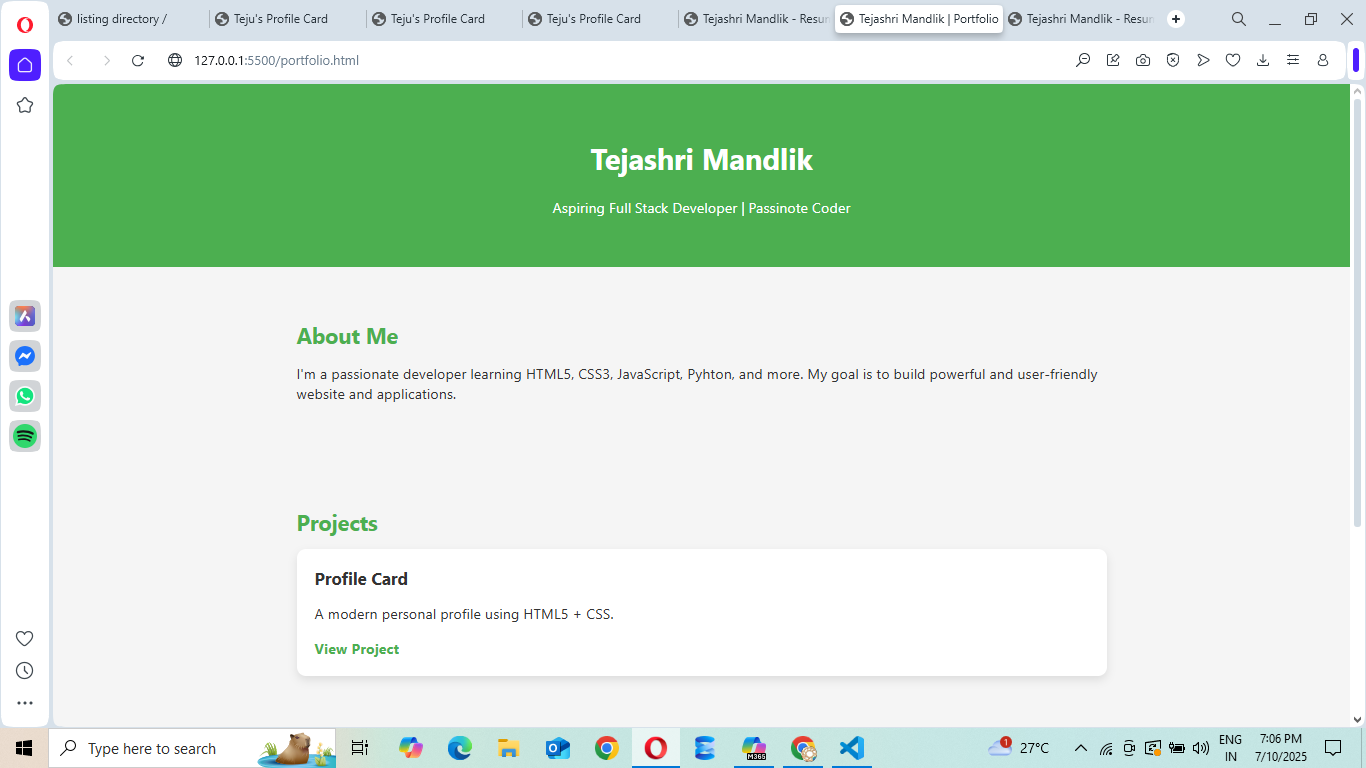 listing directory /
Teju's Profile Card
Teju's Profile Card
Teju's Profile Card
Tejashri Mandlik - Resun
Tejashri Mandlik | Portfolio
Tejashri Mandlik - Resun
127.0.0.1:5500/portfolio.html
Tejashri Mandlik
Aspiring Full Stack Developer | Passinote Coder
About Me
I'm a passionate developer learning HTML5, CSS3, JavaScript, Pyhton, and more. My goal is to build powerful and user-friendly
website and applications.
Projects
Profile Card
A modern personal profile using HTML5 + CSS.
View Project
Type here to search
M365
1
27°C
ENG
IN
7:06 PM
7/10/2025